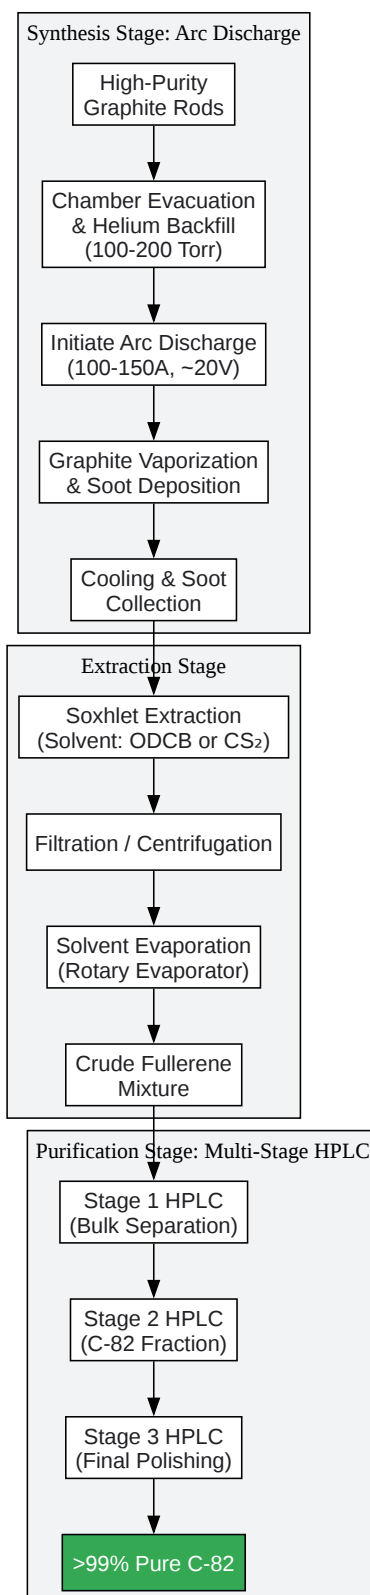 Synthesis Stage: Arc Discharge
High-Purity
Graphite Rods
Chamber Evacuation
& Helium Backfill
(100-200 Torr)
Initiate Arc Discharge
(100-150A, ~20V)
Graphite Vaporization
& Soot Deposition
Cooling & Soot
Collection
Extraction Stage
Soxhlet Extraction
(Solvent: ODCB or CS₂)
Filtration / Centrifugation
Solvent Evaporation
(Rotary Evaporator)
Crude Fullerene
Mixture
Purification Stage: Multi-Stage HPLC
Stage 1 HPLC
(Bulk Separation)
Stage 2 HPLC
(C-82 Fraction)
Stage 3 HPLC
(Final Polishing)
>99% Pure C-82